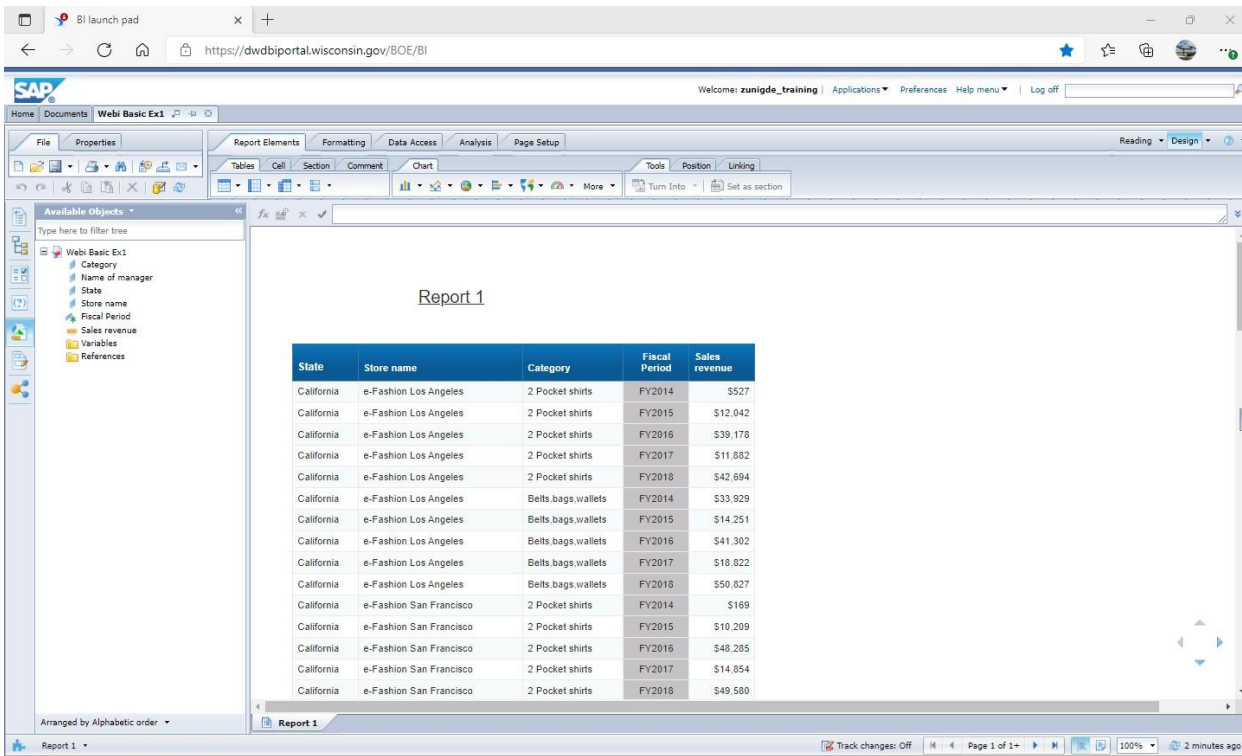 BI launch pad
https://dwdbiportal.wisconsin.gov/BOE/BI
SAP
Welcome: zunigde_training | Applications Preferences Help menu | Log off
Home Documents Webi Basic Ex1
File Properties Report Elements Formatting Data Access Analysis Page Setup Reading Design
Tables Cell Section Comment Chart Tools Position Linking
More Turn Into Set as section
Available Objects
Type here to filter tree
Webi Basic Ex1
Category
Name of manager
State
Store name
Fiscal Period
Sales revenue
Variables
References
Report 1
State Store name Category Fiscal Period Sales revenue
California e-Fashion Los Angeles 2 Pocket shirts FY2014 $527
California e-Fashion Los Angeles 2 Pocket shirts FY2015 $12,042
California e-Fashion Los Angeles 2 Pocket shirts FY2016 $39,178
California e-Fashion Los Angeles 2 Pocket shirts FY2017 $11,882
California e-Fashion Los Angeles 2 Pocket shirts FY2018 $42,694
California e-Fashion Los Angeles Belts,bags,wallets FY2014 $33,929
California e-Fashion Los Angeles Belts,bags,wallets FY2015 $14,251
California e-Fashion Los Angeles Belts,bags,wallets FY2016 $41,302
California e-Fashion Los Angeles Belts,bags,wallets FY2017 $18,822
California e-Fashion Los Angeles Belts,bags,wallets FY2018 $50,827
California e-Fashion San Francisco 2 Pocket shirts FY2014 $169
California e-Fashion San Francisco 2 Pocket shirts FY2015 $10,209
California e-Fashion San Francisco 2 Pocket shirts FY2016 $48,285
California e-Fashion San Francisco 2 Pocket shirts FY2017 $14,854
California e-Fashion San Francisco 2 Pocket shirts FY2018 $49,580
Arranged by Alphabetic order
Report 1
Report 1 Track changes: Off Page 1 of 1+ 100% 2 minutes ago